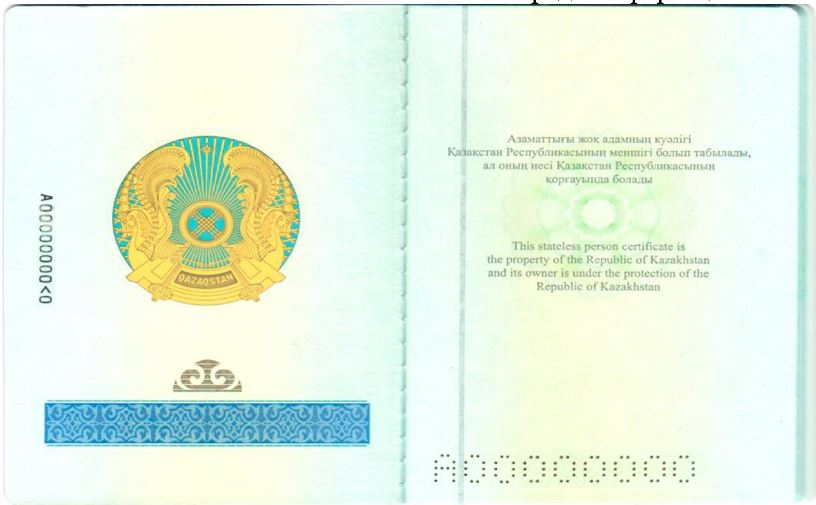 A00000000<0
QAZAQSTAN
Азаматтығы жоқ адамның куәлігі
Қазақстан Республикасының меншігі болып табылады,
ал оның иесі Қазақстан Республикасының
қорғауында болады
This stateless person certificate is
the property of the Republic of Kazakhstan
and its owner is under the protection of the
Republic of Kazakhstan
A00000000